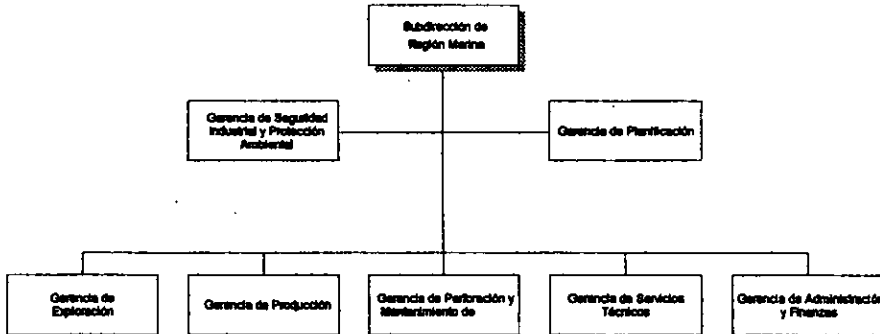 Subdirección de
Región Marina
Gerencia de Seguridad
Industrial y Protección
Ambiental
Gerencia de Planificación
Gerencia de
Exploración
Gerencia de Producción
Gerencia de Perforación y
Mantenimiento de
Gerencia de Servicios
Técnicos
Gerencia de Administración
y Finanzas